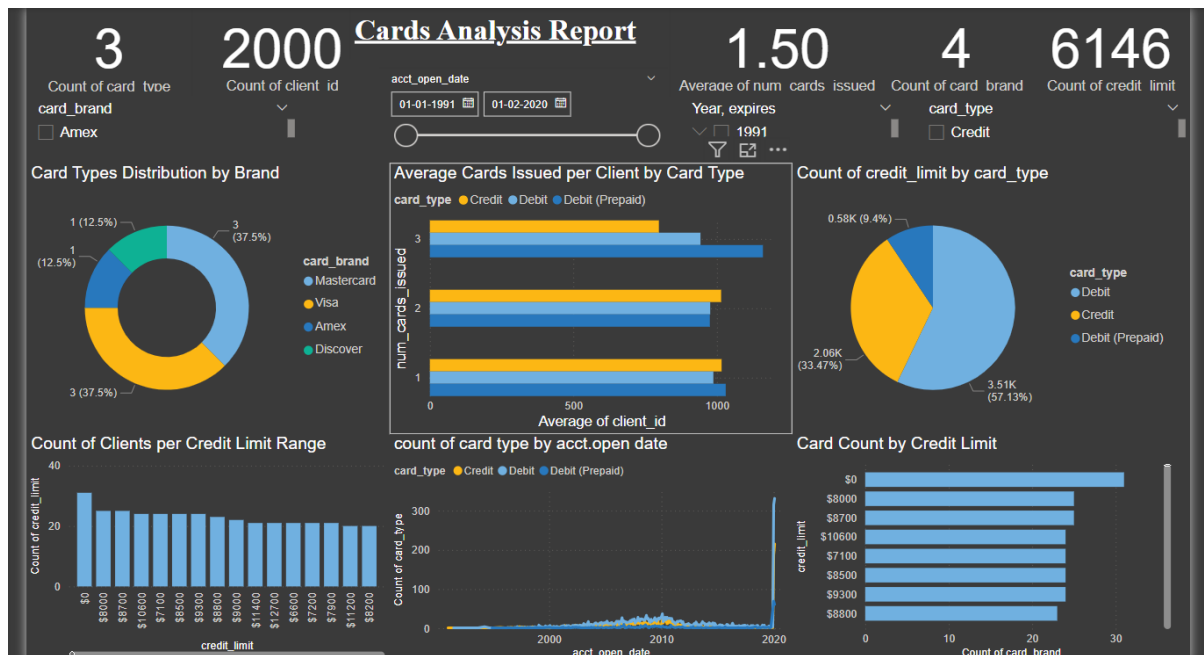 Cards Analysis Report
3
Count of card_type
2000
Count of client_id
1.50
Average of num_cards_issued
4
Count of card_brand
6146
Count of credit_limit
card_brand
Amex
acct_open_date
01-01-1991
01-02-2020
Year, expires
1991
card_type
Credit
Card Types Distribution by Brand
1 (12.5%)
3
(37.5%)
1
(12.5%)
3 (37.5%)
card_brand
Mastercard
Visa
Amex
Discover
Average Cards Issued per Client by Card Type
card_type Credit Debit Debit (Prepaid)
num_cards_issued
3
2
1
0 500 1000
Average of client_id
Count of credit_limit by card_type
0.58K (9.4%)
2.06K
(33.47%)
3.51K
(57.13%)
card_type
Debit
Credit
Debit (Prepaid)
Count of Clients per Credit Limit Range
Count of credit_limit
40
20
0
$0 $8000 $8700 $10600 $7100 $8500 $9300 $8800 $9000 $11400 $12700 $6600 $7200 $7900 $11200 $8200
credit_limit
count of card type by acct.open date
card_type Credit Debit Debit (Prepaid)
Count of card_type
300
200
100
0
2000 2010 2020
acct_open_date
Card Count by Credit Limit
credit_limit
$0
$8000
$8700
$10600
$7100
$8500
$9300
$8800
0 10 20 30
Count of card_brand